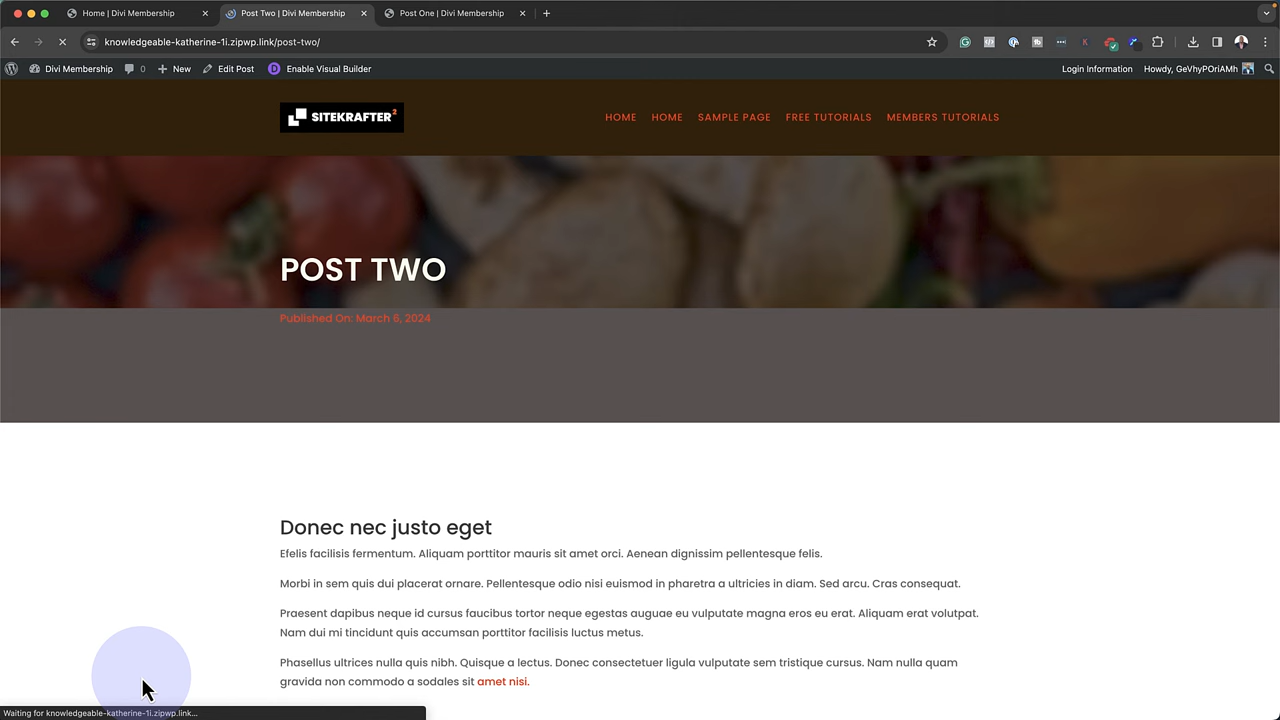 Home | Divi Membership
Post Two | Divi Membership
Post One | Divi Membership
knowledgeable-katherine-1i.zipwp.link/post-two/
Divi Membership
0
New
Edit Post
D
Enable Visual Builder
Login Information
Howdy, GeVhyPOriAMh
SITEKRAFTER2
HOME
HOME
SAMPLE PAGE
FREE TUTORIALS
MEMBERS TUTORIALS
POST TWO
Published On: March 6, 2024
Donec nec justo eget
Efelis facilisis fermentum. Aliquam porttitor mauris sit amet orci. Aenean dignissim pellentesque felis.
Morbi in sem quis dui placerat ornare. Pellentesque odio nisi euismod in pharetra a ultricies in diam. Sed arcu. Cras consequat.
Praesent dapibus neque id cursus faucibus tortor neque egestas auguae eu vulputate magna eros eu erat. Aliquam erat volutpat.
Nam dui mi tincidunt quis accumsan porttitor facilisis luctus metus.
Phasellus ultrices nulla quis nibh. Quisque a lectus. Donec consectetuer ligula vulputate sem tristique cursus. Nam nulla quam
gravida non commodo a sodales sit amet nisi.
Waiting for knowledgeable-katherine-1i.zipwp.link...